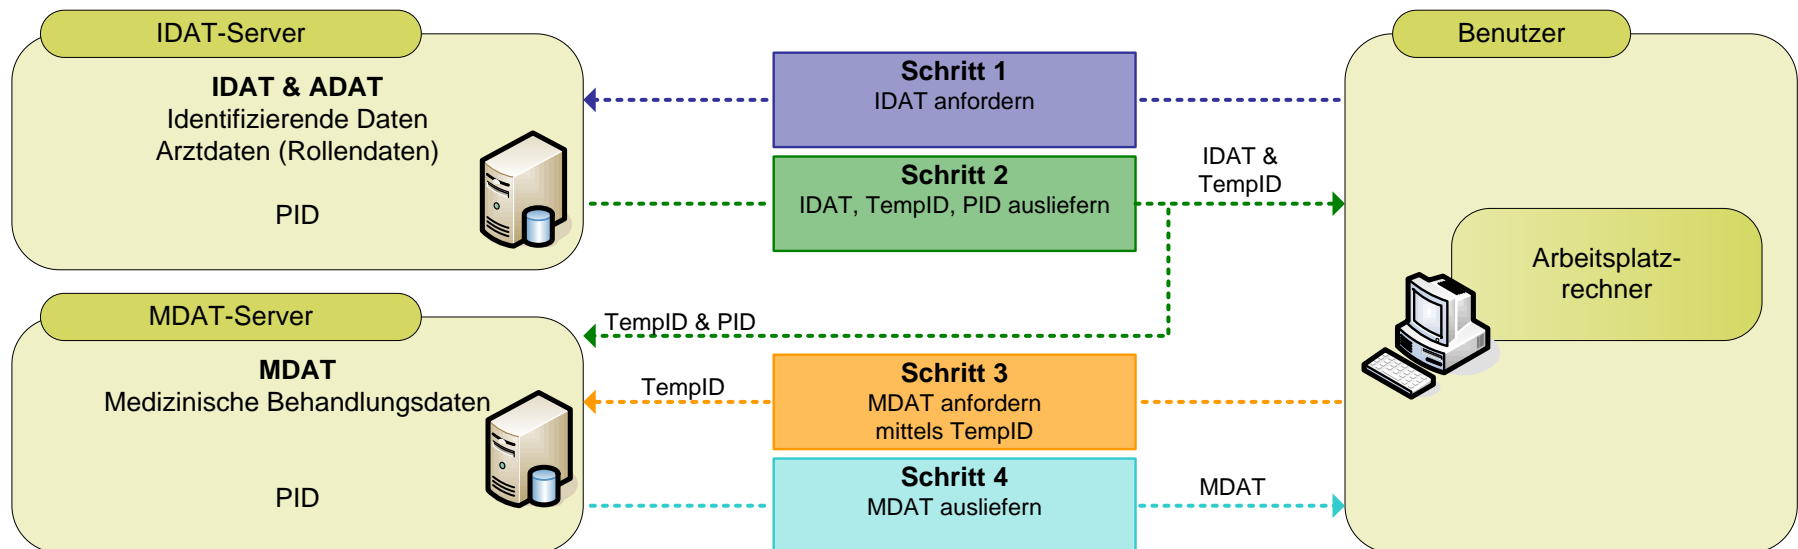 IDAT-Server
IDAT & ADAT
Identifizierende Daten
Arztdaten (Rollendaten)
PID
Schritt 1
IDAT anfordern
Schritt 2
IDAT, TempID, PID ausliefern
IDAT &
TempID
Benutzer
Arbeitsplatz-
rechner
MDAT-Server
MDAT
Medizinische Behandlungsdaten
PID
TempID & PID
TempID
Schritt 3
MDAT anfordern
mittels TempID
Schritt 4
MDAT ausliefern
MDAT